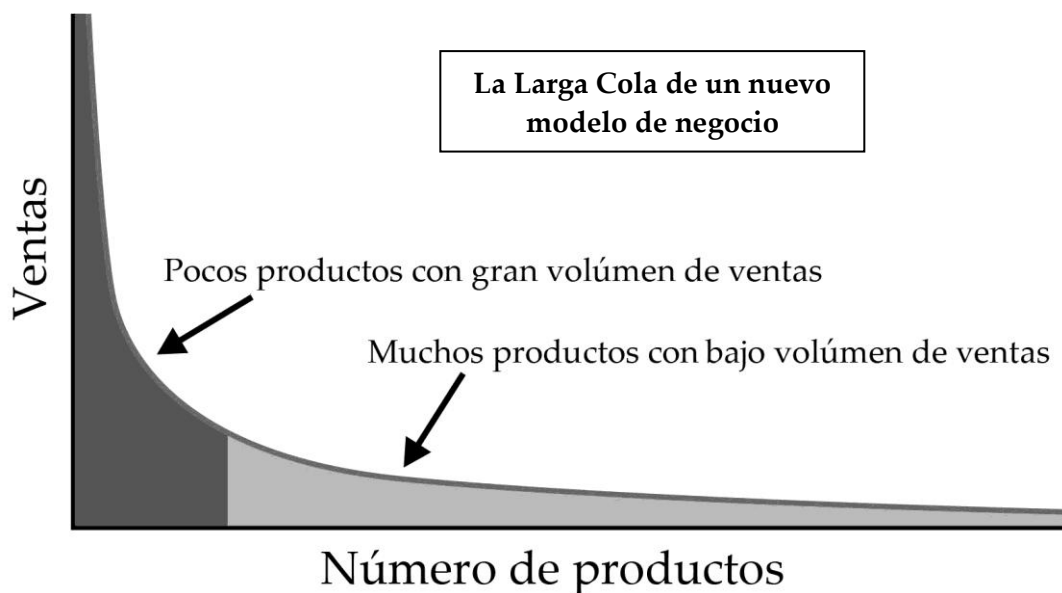 La Larga Cola de un nuevo
modelo de negocio
Ventas
Pocos productos con gran volúmen de ventas
Muchos productos con bajo volúmen de ventas
Número de productos